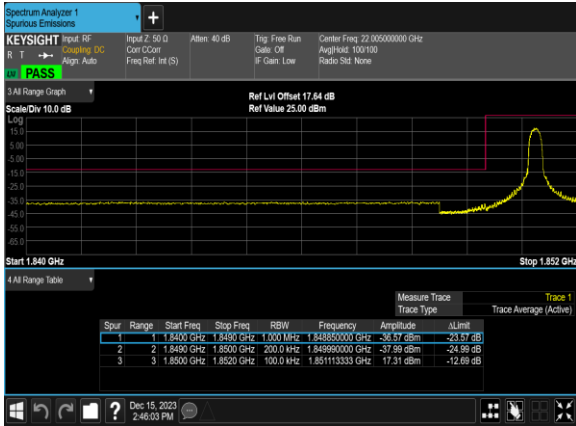 Spectrum Analyzer 1
Spurious Emissions
+
KEYSIGHT
R T
LNI PASS
Input: RF
Coupling: DC
Align: Auto
Input Z: 50 Ω
Corr CCorr
Freq Ref: Int (S)
Atten: 40 dB
Trig: Free Run
Gate: Off
IF Gain: Low
Center Freq: 22.005000000 GHz
Avg|Hold: 100/100
Radio Std: None
3 All Range Graph
Scale/Div 10.0 dB
Ref Lvl Offset 17.64 dB
Ref Value 25.00 dBm
Log
15.0
5.00
-5.00
-15.0
-25.0
-35.0
-45.0
-55.0
-65.0
Start 1.840 GHz
Stop 1.852 GHz
4 All Range Table
Measure Trace Trace 1
Trace Type Trace Average (Active)
Spur Range Start Freq Stop Freq RBW Frequency Amplitude ΔLimit
1 1 1.8400 GHz 1.8490 GHz 1.000 MHz 1.848850000 GHz -36.57 dBm -23.57 dB
2 2 1.8490 GHz 1.8500 GHz 200.0 kHz 1.849990000 GHz -37.99 dBm -24.99 dB
3 3 1.8500 GHz 1.8520 GHz 100.0 kHz 1.851113333 GHz 17.31 dBm -12.69 dB
?
Dec 15, 2023
2:46:03 PM